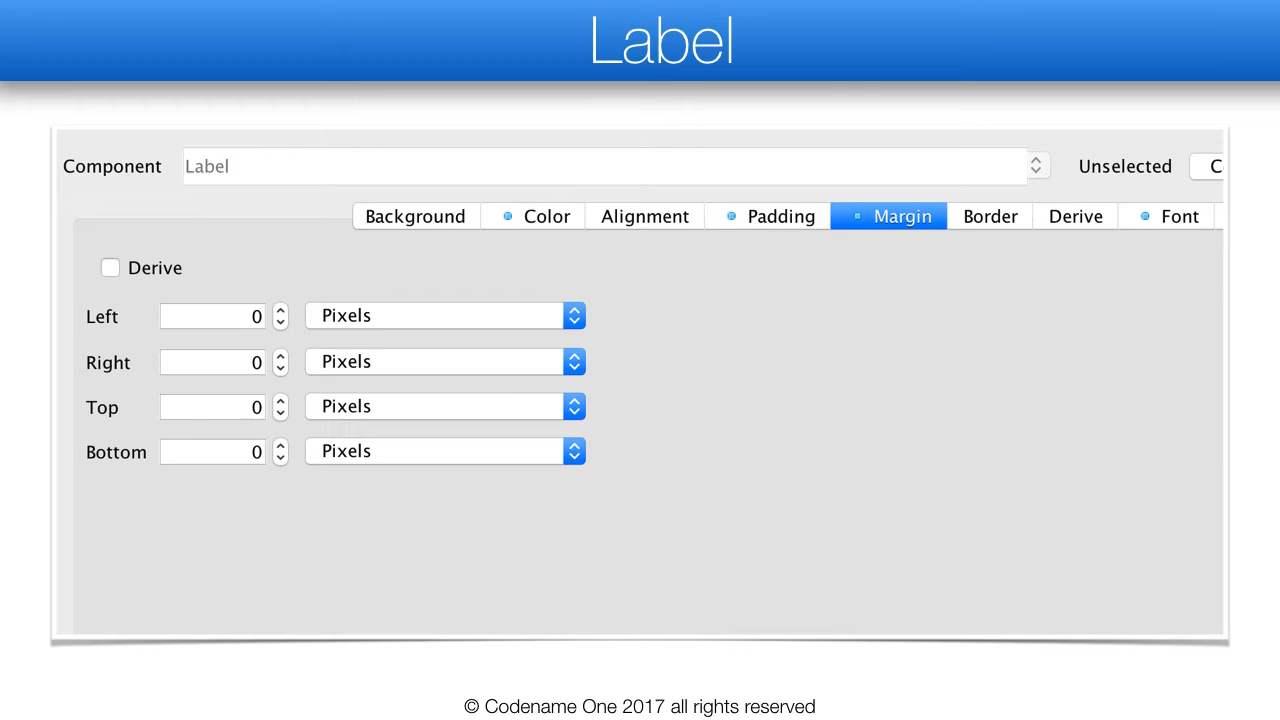 Label
Component Label Unselected
Background Color Alignment Padding Margin Border Derive Font
Derive
Left 0 Pixels
Right 0 Pixels
Top 0 Pixels
Bottom 0 Pixels
© Codename One 2017 all rights reserved